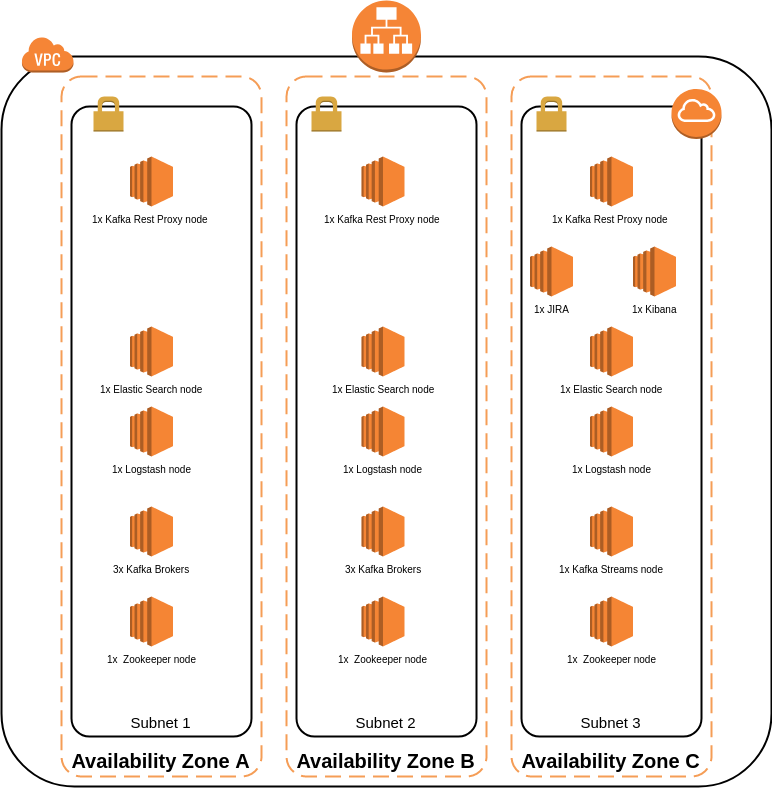 VPC
1x Kafka Rest Proxy node
1x Kafka Rest Proxy node
1x Kafka Rest Proxy node
1x JIRA
1x Kibana
1x Elastic Search node
1x Elastic Search node
1x Elastic Search node
1x Logstash node
1x Logstash node
1x Logstash node
3x Kafka Brokers
3x Kafka Brokers
1x Kafka Streams node
1x  Zookeeper node
1x  Zookeeper node
1x  Zookeeper node
Subnet 1
Subnet 2
Subnet 3
Availability Zone A
Availability Zone B
Availability Zone C